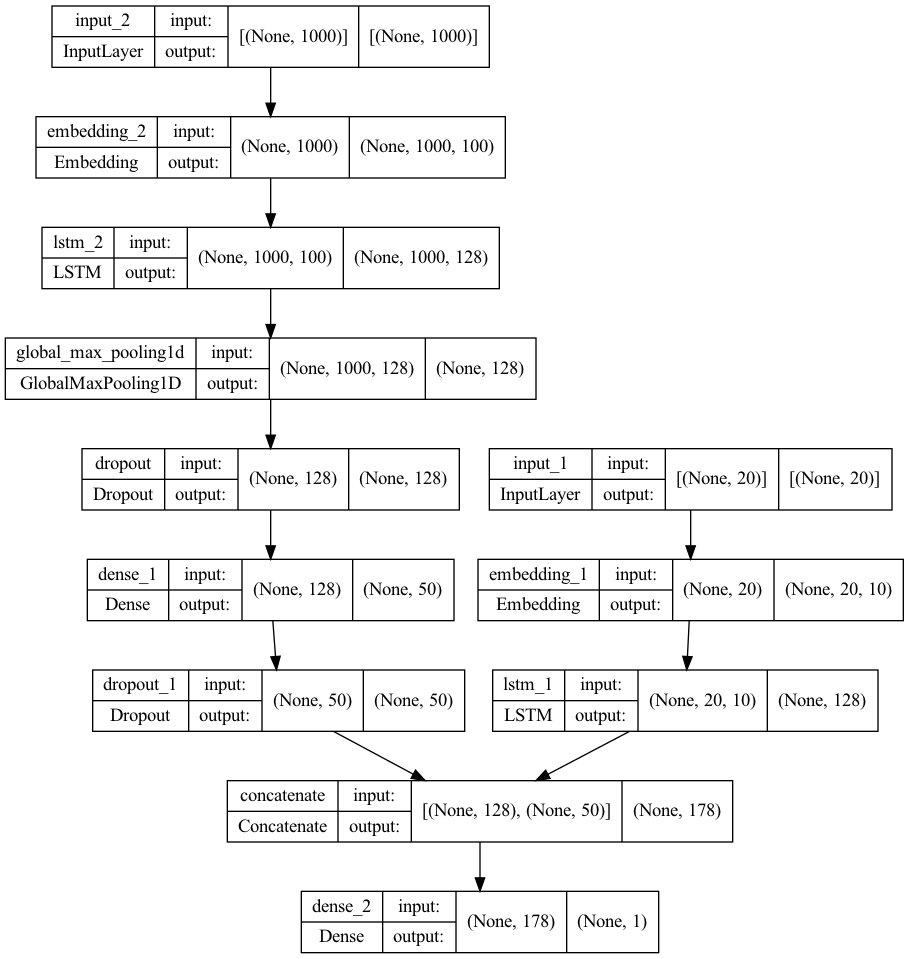 input_2 input: [(None, 1000)] [(None, 1000)]
InputLayer output:
embedding_2 input: (None, 1000) (None, 1000, 100)
Embedding output:
lstm_2 input: (None, 1000, 100) (None, 1000, 128)
LSTM output:
global_max_pooling1d input: (None, 1000, 128) (None, 128)
GlobalMaxPooling1D output:
dropout input: (None, 128) (None, 128)
Dropout output:
input_1 input: [(None, 20)] [(None, 20)]
InputLayer output:
dense_1 input: (None, 128) (None, 50)
Dense output:
embedding_1 input: (None, 20) (None, 20, 10)
Embedding output:
dropout_1 input: (None, 50) (None, 50)
Dropout output:
lstm_1 input: (None, 20, 10) (None, 128)
LSTM output:
concatenate input: [(None, 128), (None, 50)] (None, 178)
Concatenate output:
dense_2 input: (None, 178) (None, 1)
Dense output: